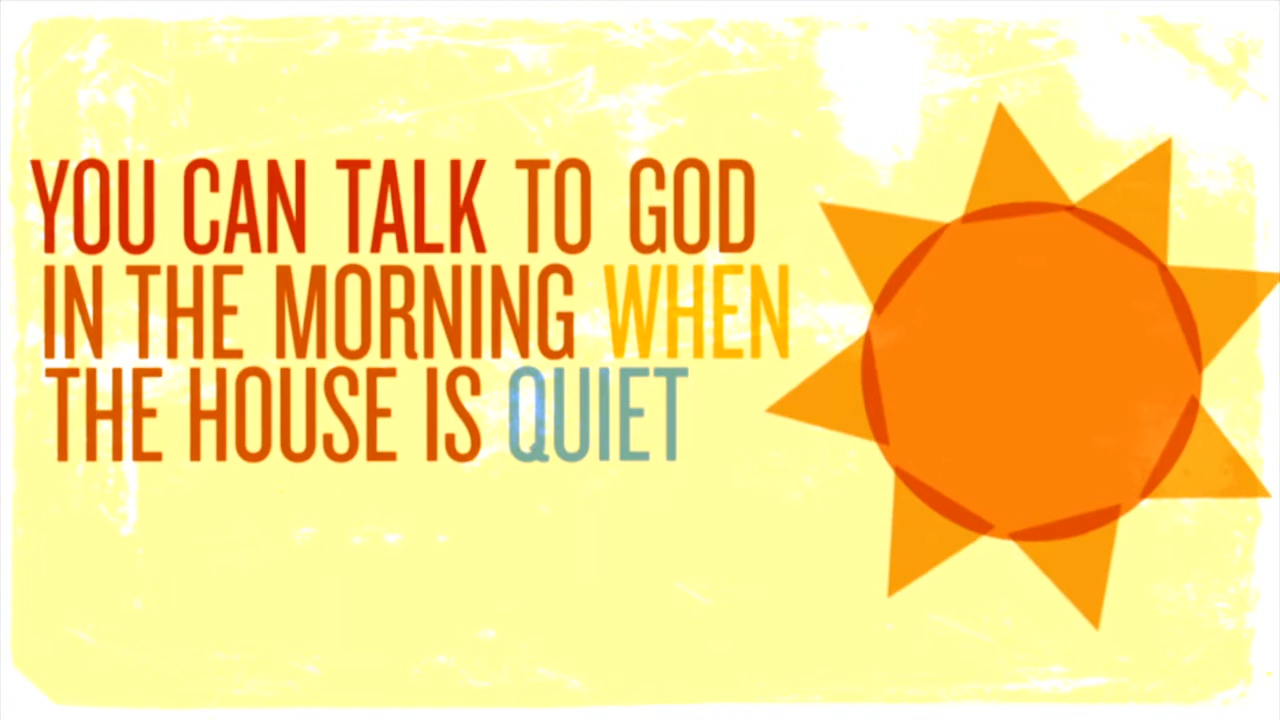 YOU CAN TALK TO GOD
IN THE MORNING WHEN
THE HOUSE IS QUIET